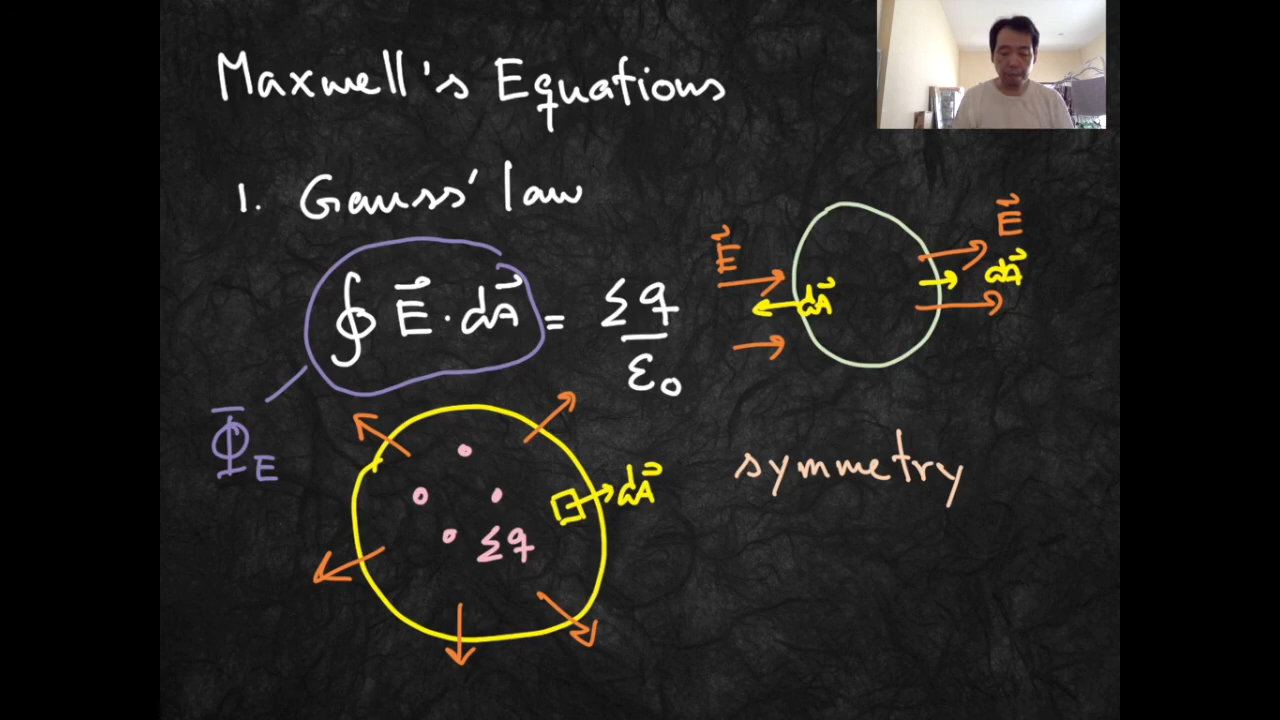 Maxwell's Equations
1. Gauss' law
∮ E⃗ · dA⃗ = Σq / ε₀
Φ_E
Σq
dA⃗
E⃗
dA⃗
E⃗
dA⃗
symmetry